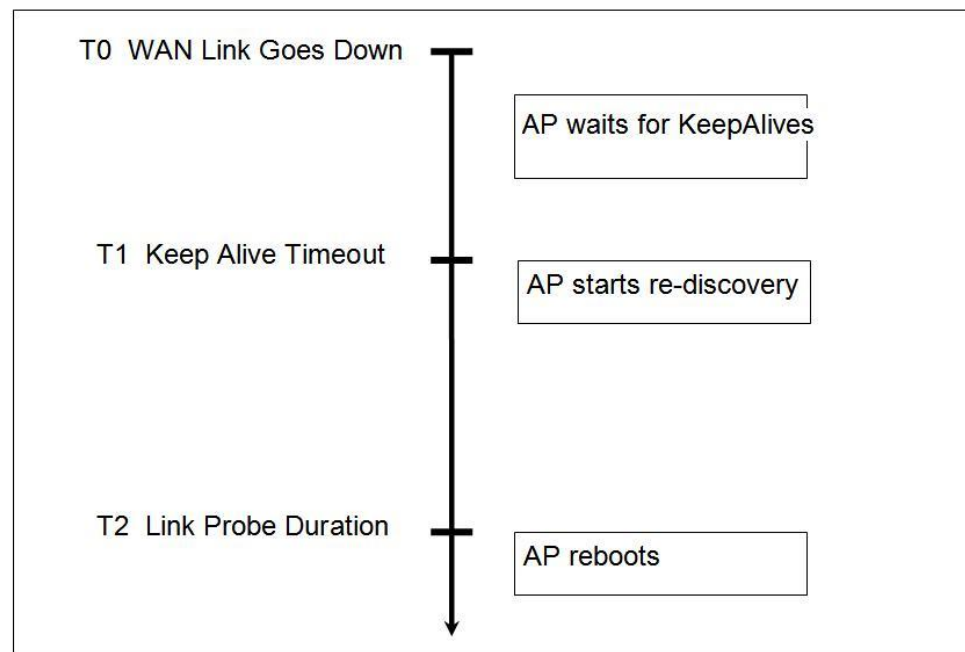 T0 WAN Link Goes Down
AP waits for KeepAlives
T1 Keep Alive Timeout
AP starts re-discovery
T2 Link Probe Duration
AP reboots